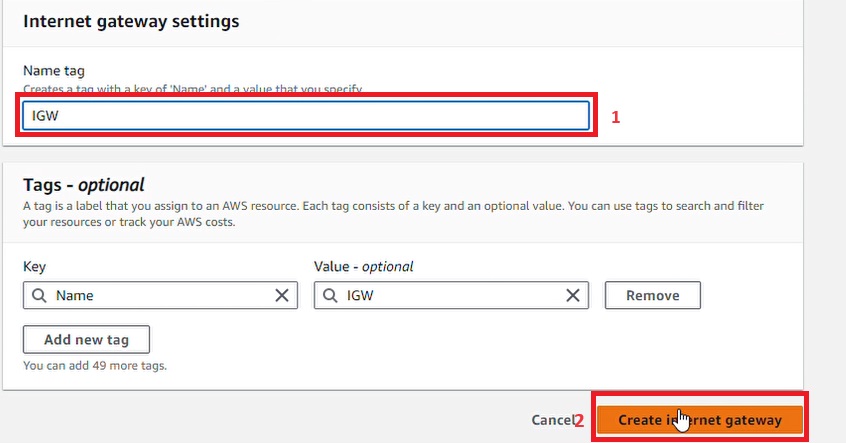 Internet gateway settings
Name tag
Creates a tag with a key of 'Name' and a value that you specify.
IGW
1
Tags - optional
A tag is a label that you assign to an AWS resource. Each tag consists of a key and an optional value. You can use tags to search and filter
your resources or track your AWS costs.
Key
Value - optional
Name
IGW
Remove
Add new tag
You can add 49 more tags.
Cancel
2
Create internet gateway